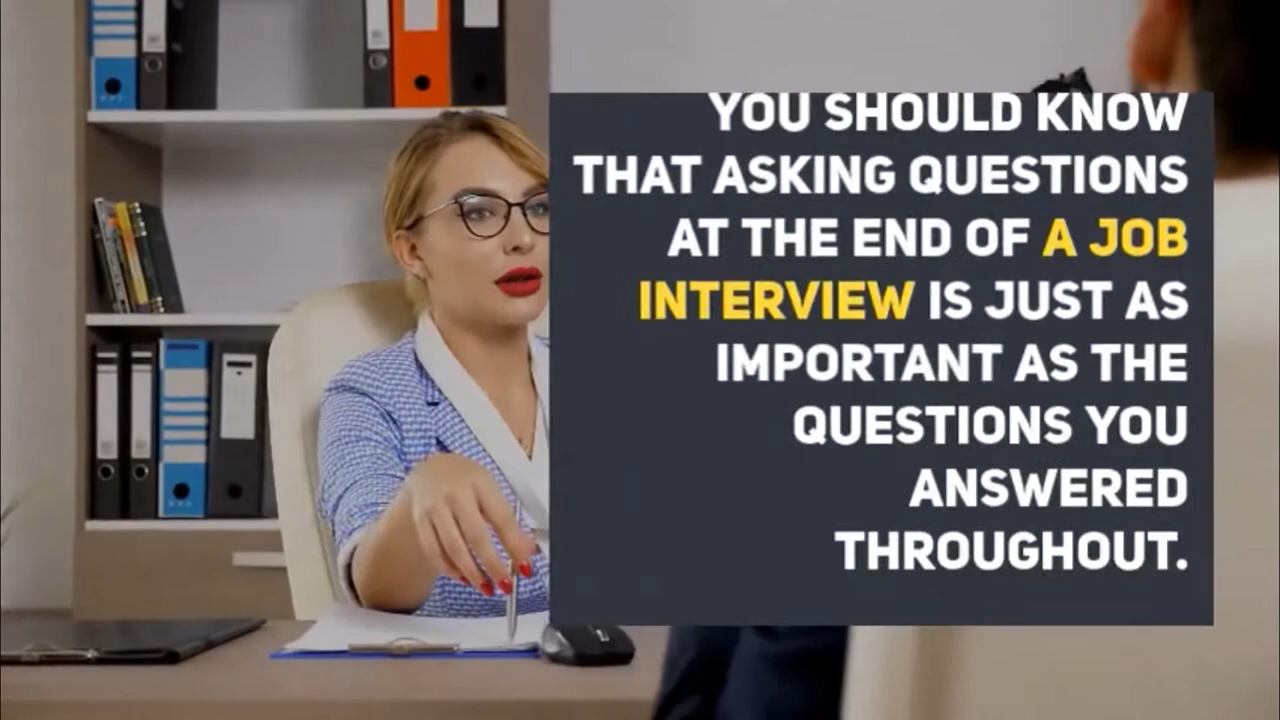 YOU SHOULD KNOW
THAT ASKING QUESTIONS
AT THE END OF A JOB
INTERVIEW IS JUST AS
IMPORTANT AS THE
QUESTIONS YOU
ANSWERED
THROUGHOUT.